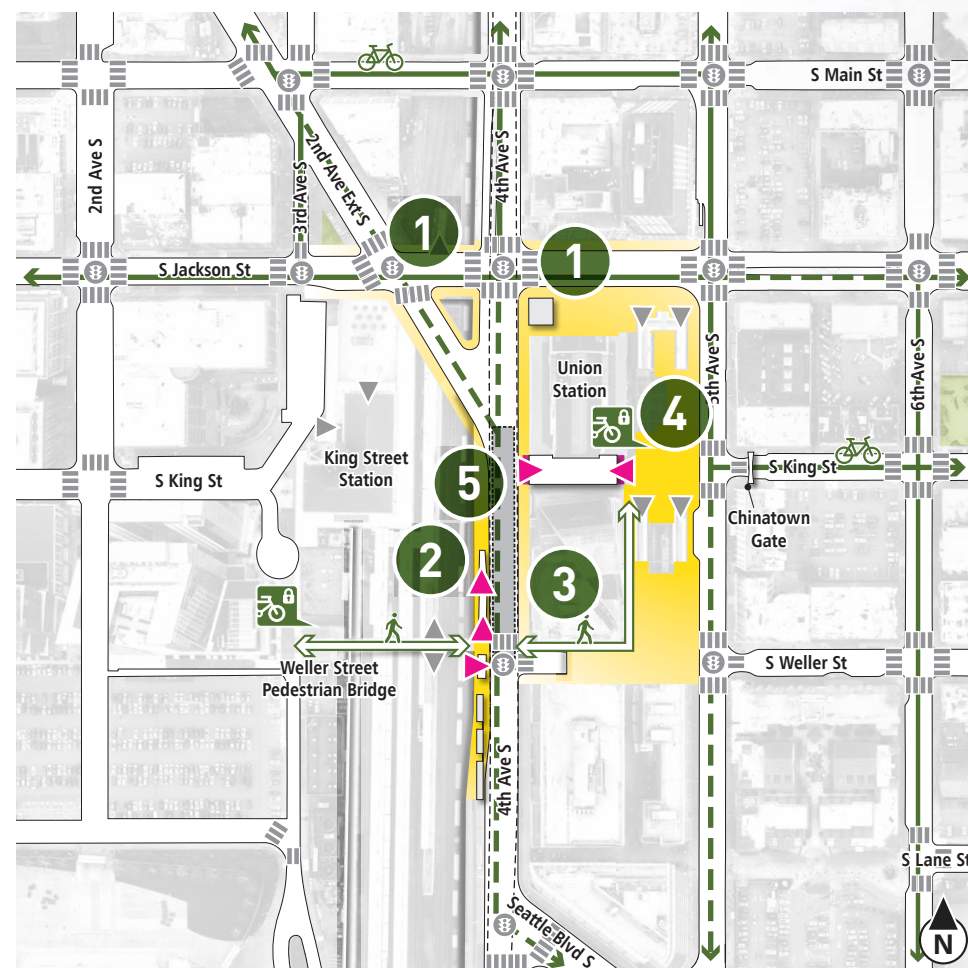 S Main St
2nd Ave S
3rd Ave S
2nd Ave Ext S
4th Ave S
1
1
S Jackson St
Union
Station
5th Ave S
6th Ave S
4
King Street
Station
5
S King St
S King St
Chinatown
Gate
2
3
Weller Street
Pedestrian Bridge
S Weller St
4th Ave S
S Lane St
Seattle Blvd S
N